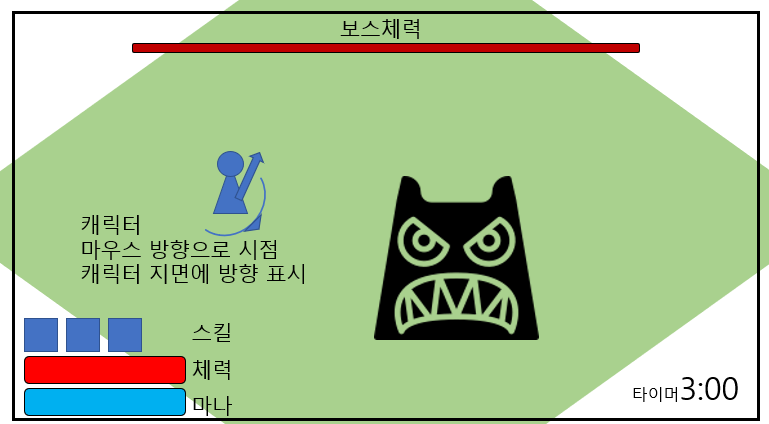 보스체력
캐릭터
마우스 방향으로 시점
캐릭터 지면에 방향 표시
스킬
체력
마나
타이머3:00